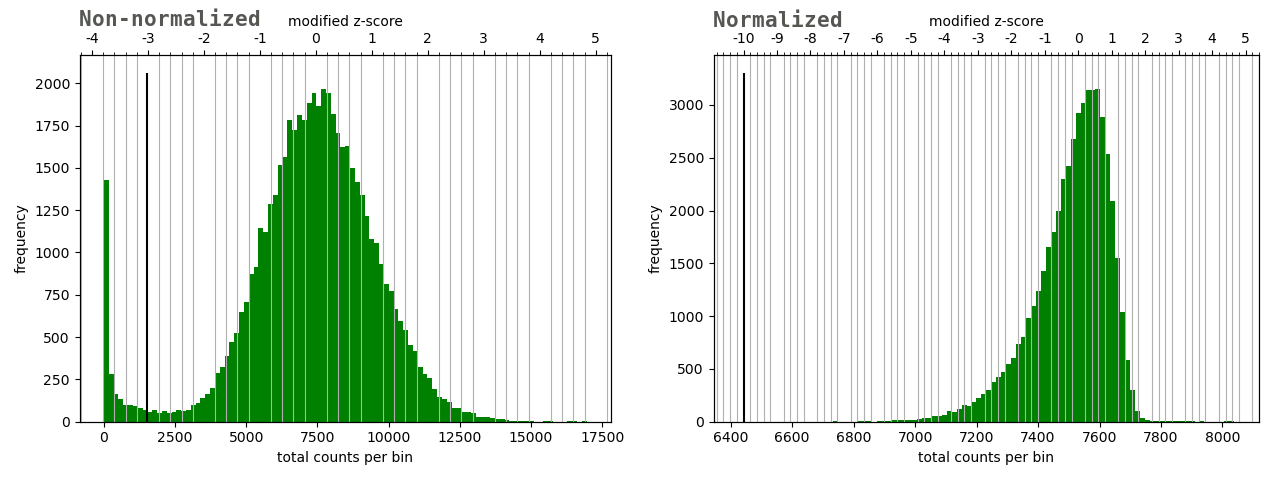 Non-normalized
modified z-score
-4 -3 -2 -1 0 1 2 3 4 5
2000
1750
1500
1250
1000
750
500
250
0
frequency
0 2500 5000 7500 10000 12500 15000 17500
total counts per bin
Normalized
modified z-score
-10 -9 -8 -7 -6 -5 -4 -3 -2 -1 0 1 2 3 4 5
3000
2500
2000
1500
1000
500
0
frequency
6400 6600 6800 7000 7200 7400 7600 7800 8000
total counts per bin